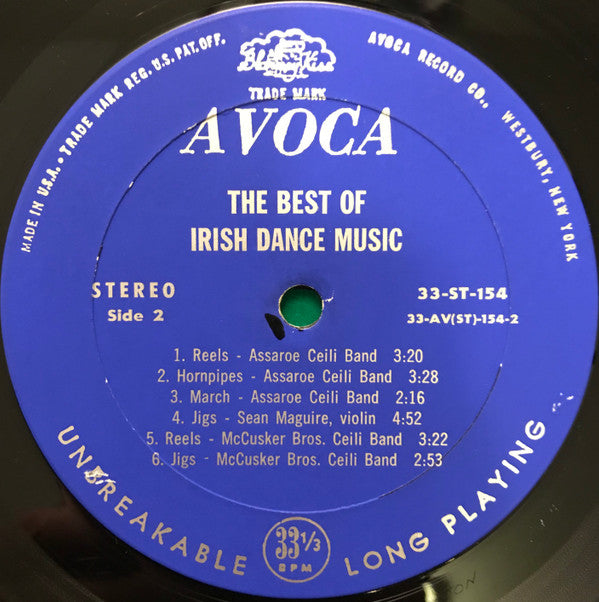 MADE IN U.S.A. • TRADE MARK REG. U.S. PAT. OFF.
Blarney Kiss
TRADE MARK
AVOCA RECORD CO., WESTBURY, NEW YORK
AVOCA
THE BEST OF
IRISH DANCE MUSIC
STEREO
Side 2
33-ST-154
33-AV(ST)-154-2
1. Reels - Assaroe Ceili Band 3:20
2. Hornpipes - Assaroe Ceili Band 3:28
3. March - Assaroe Ceili Band 2:16
4. Jigs - Sean Maguire, violin 4:52
5. Reels - McCusker Bros. Ceili Band 3:22
6. Jigs - McCusker Bros. Ceili Band 2:53
UNBREAKABLE
33 1/3
RPM
LONG PLAYING